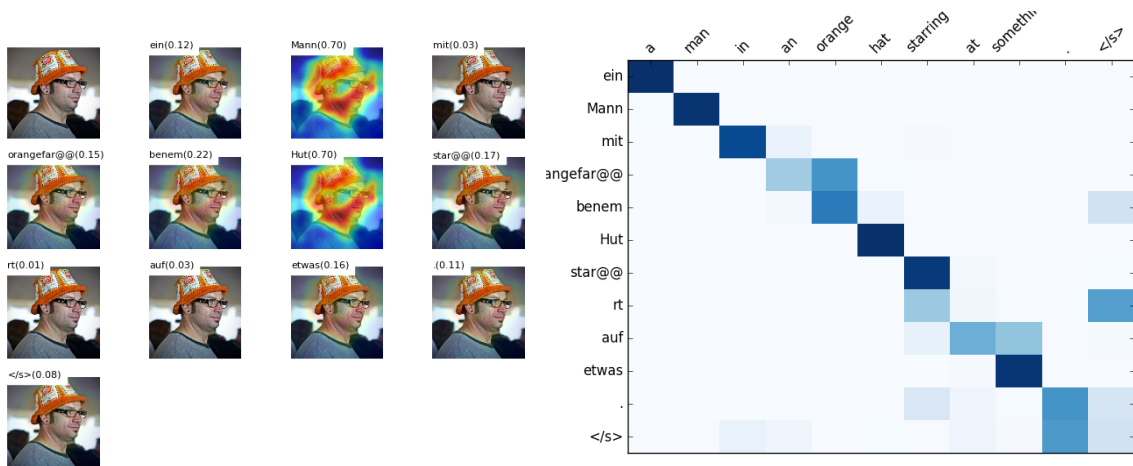 ein(0.12) Mann(0.70) mit(0.03)
orangefar@@(0.15) benem(0.22) Hut(0.70) star@@(0.17)
rt(0.01) auf(0.03) etwas(0.16) .(0.11)
</s>(0.08)
a man in an orange hat starring at somethin . </s>
ein
Mann
mit
angefar@@
benem
Hut
star@@
rt
auf
etwas
.
</s>